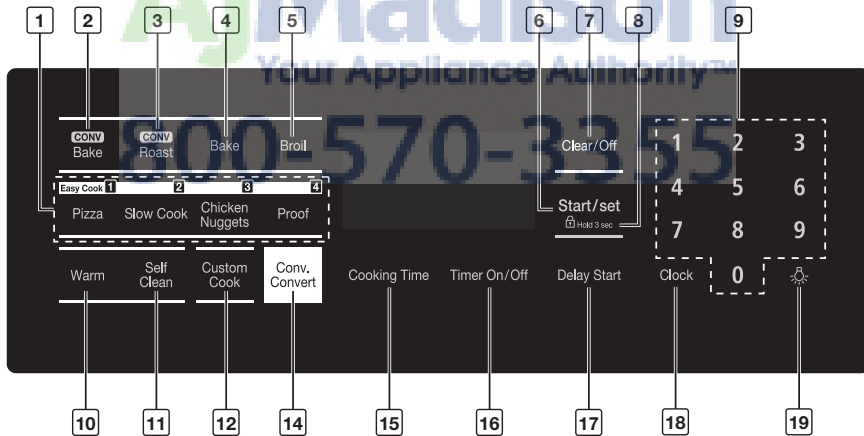 1 2 3 4 5 6 7 8 9
AjMadison
Your Appliance Authority™
800-570-3355
CONV Bake
CONV Roast
Bake
Broil
Clear/Off
1 2 3
Easy Cook 1 2 3 4
Pizza
Slow Cook
Chicken Nuggets
Proof
Start/set
Hold 3 sec
4 5 6
7 8 9
Warm
Self Clean
Custom Cook
Conv. Convert
Cooking Time
Timer On/Off
Delay Start
Clock
0
10 11 12 14 15 16 17 18 19